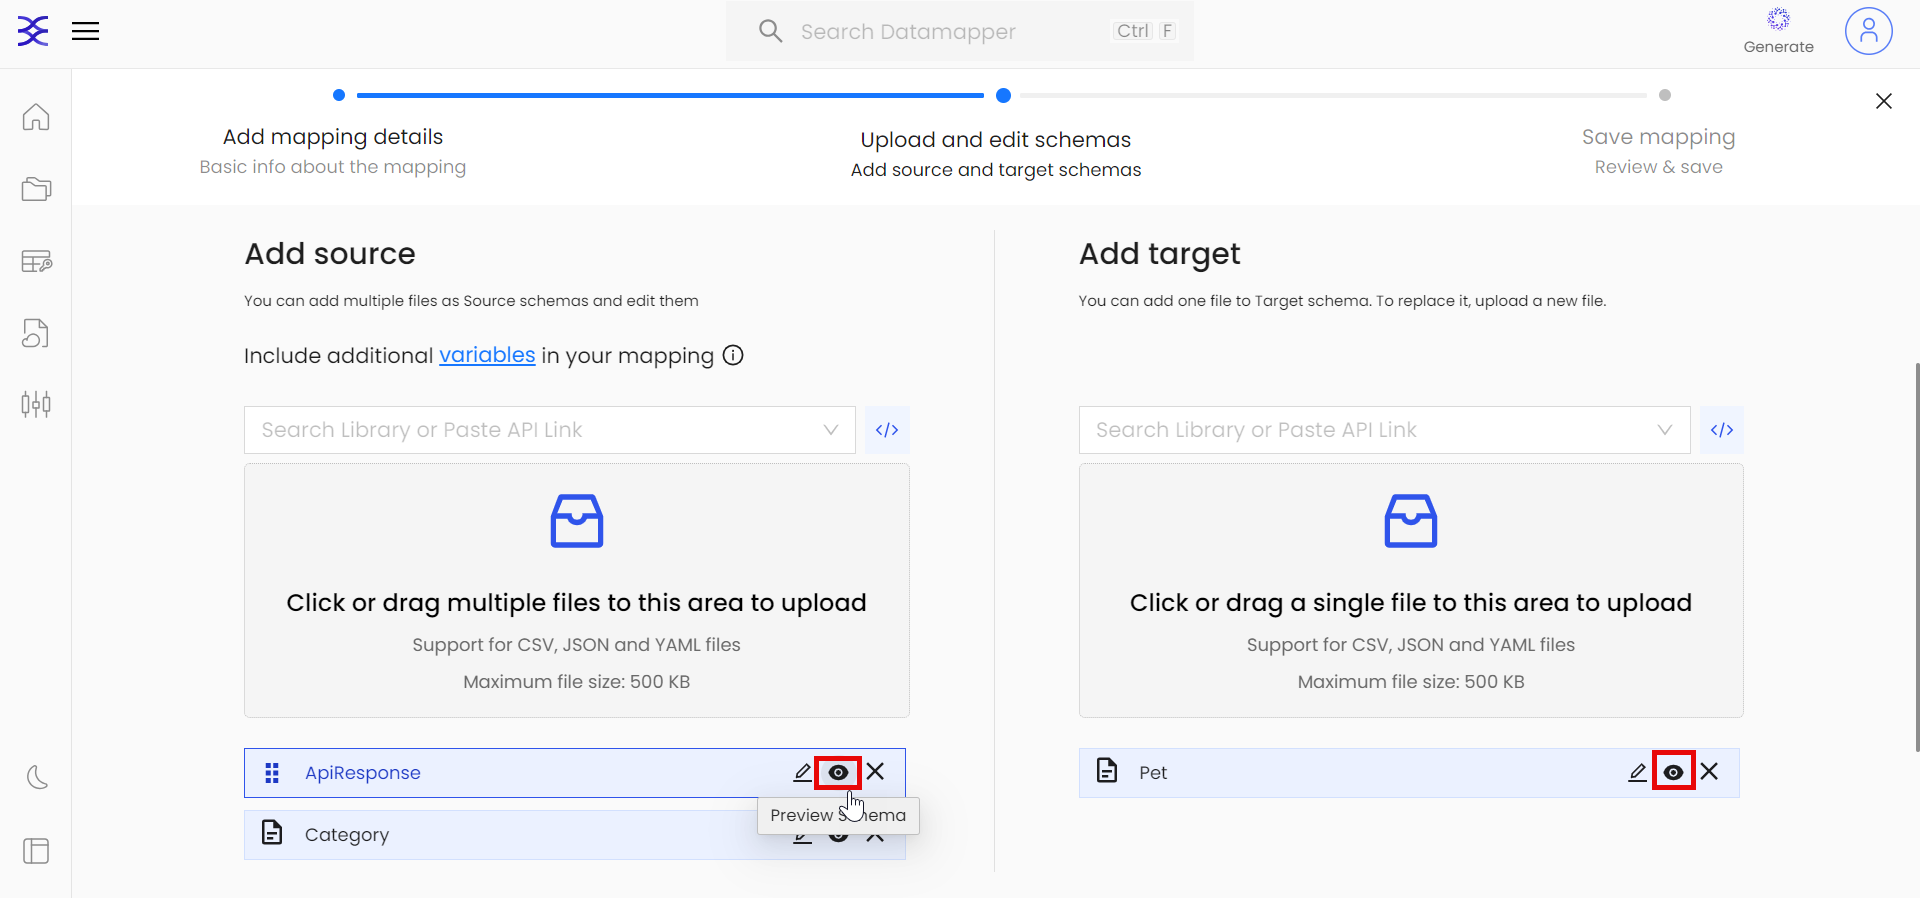 Search Datamapper
Ctrl F
Generate
Add mapping details
Basic info about the mapping
Upload and edit schemas
Add source and target schemas
Save mapping
Review & save
Add source
You can add multiple files as Source schemas and edit them
Include additional variables in your mapping
Search Library or Paste API Link
</>
Click or drag multiple files to this area to upload
Support for CSV, JSON and YAML files
Maximum file size: 500 KB
ApiResponse
Preview Schema
Category
Add target
You can add one file to Target schema. To replace it, upload a new file.
Search Library or Paste API Link
</>
Click or drag a single file to this area to upload
Support for CSV, JSON and YAML files
Maximum file size: 500 KB
Pet